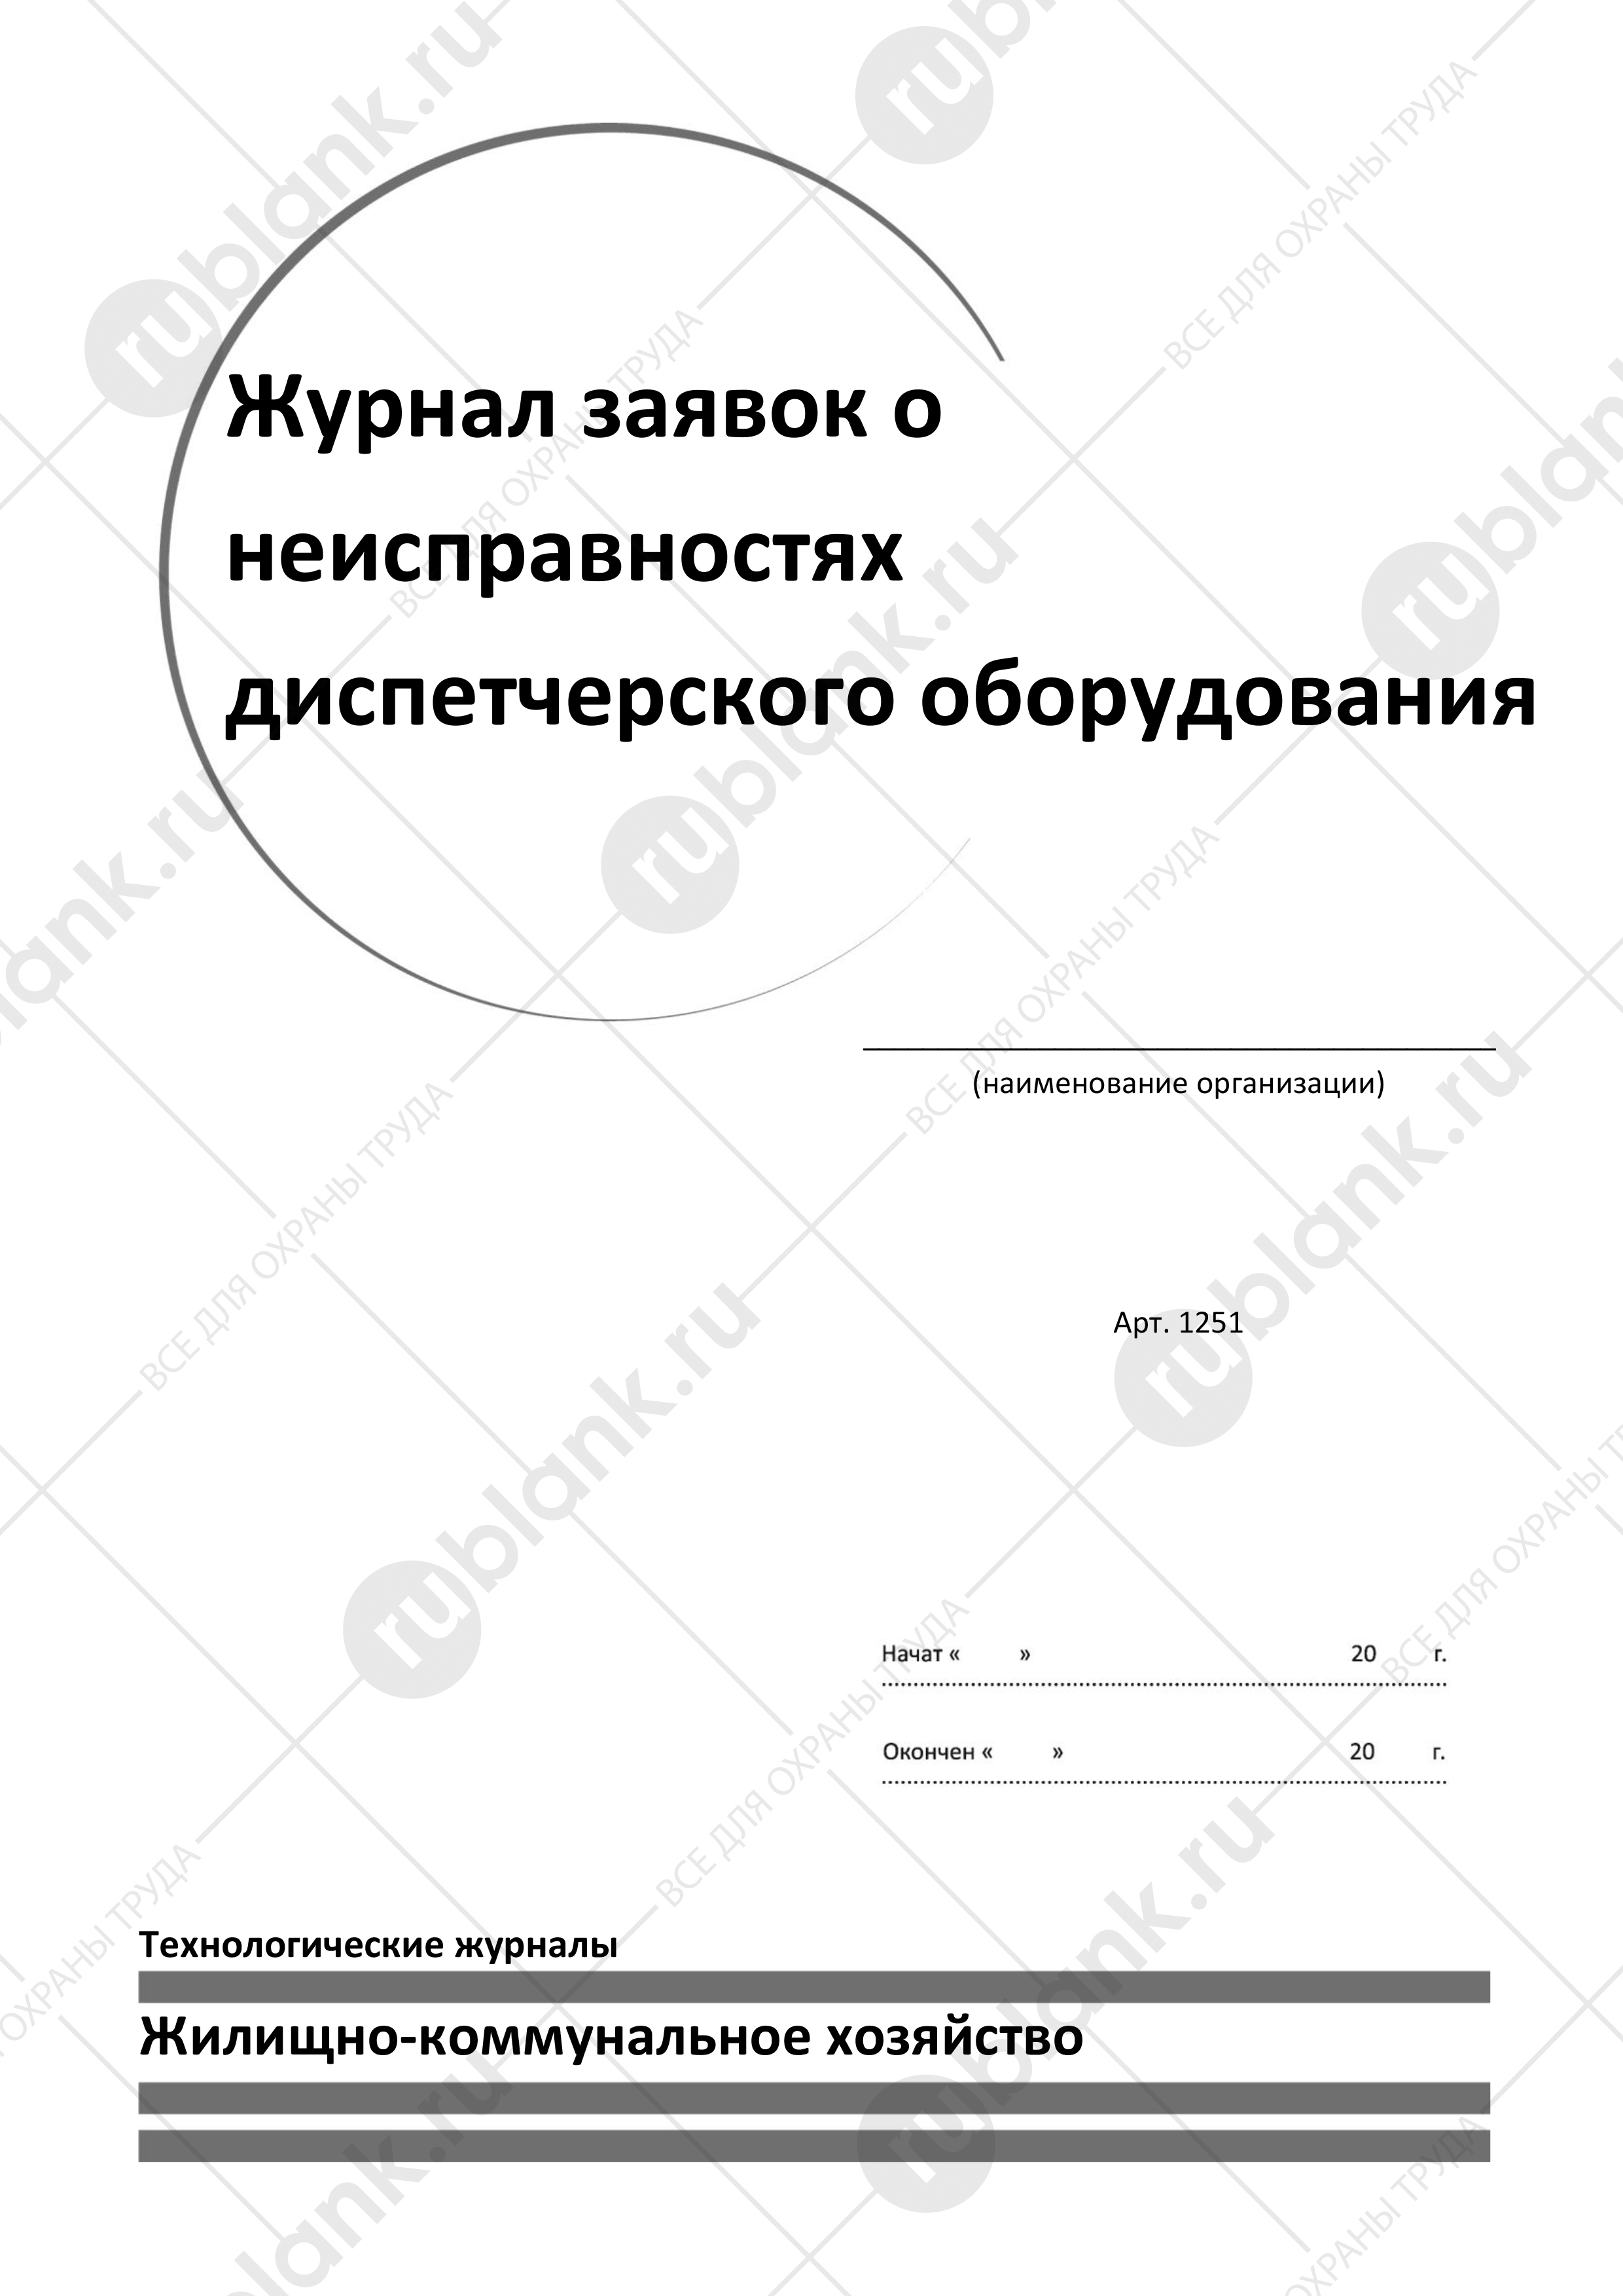 Журнал заявок о
неисправностях
диспетчерского оборудования
(наименование организации)
Арт. 1251
Начат « » 20 г.
Окончен « » 20 г.
Технологические журналы
Жилищно-коммунальное хозяйство
rublank.ru
ВСЕ ДЛЯ ОХРАНЫ ТРУДА